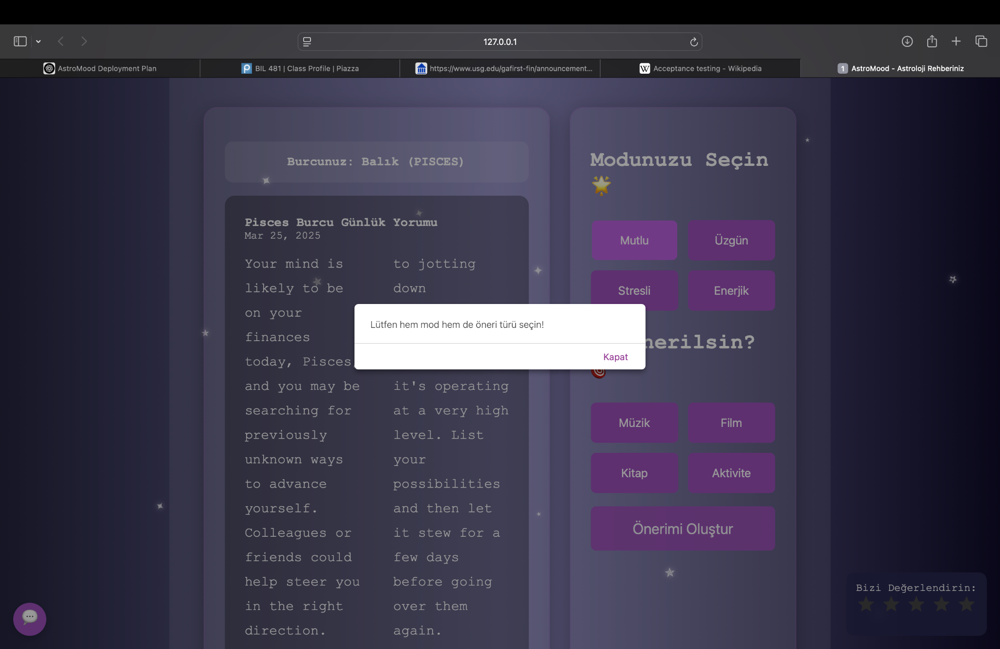 127.0.0.1
AstroMood Deployment Plan
BIL 481 | Class Profile | Piazza
https://www.usg.edu/gafirst-fin/announcement...
W Acceptance testing - Wikipedia
1 AstroMood - Astroloji Rehberiniz
Burcunuz: Balık (PISCES)
Pisces Burcu Günlük Yorumu
Mar 25, 2025
Your mind is
likely to be
on your
finances
today, Pisces,
and you may be
searching for
previously
unknown ways
to advance
yourself.
Colleagues or
friends could
help steer you
in the right
direction.
to jotting
down
it's operating
at a very high
level. List
your
possibilities
and then let
it stew for a
few days
before going
over them
again.
Modunuzu Seçin
Mutlu
Üzgün
Stresli
Enerjik
Lütfen hem mod hem de öneri türü seçin!
Kapat
nerilsin?
Müzik
Film
Kitap
Aktivite
Önerimi Oluştur
Bizi Değerlendirin: